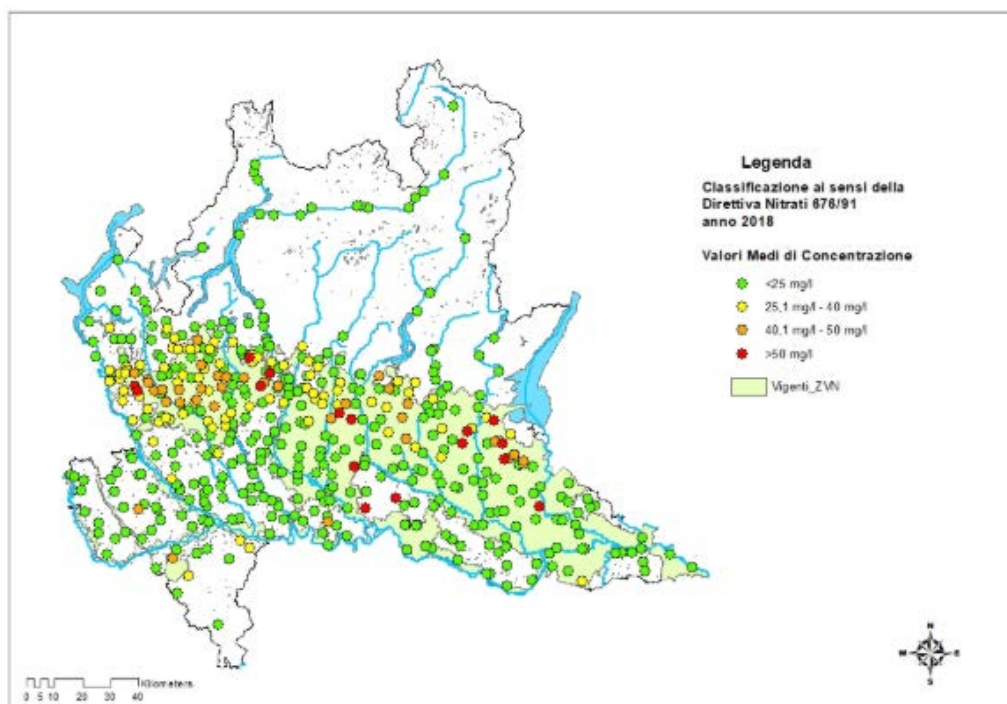 Legenda
Classificazione ai sensi della
Direttiva Nitrati 676/91
anno 2018
Valori Medi di Concentrazione
<25 mg/l
25,1 mg/l - 40 mg/l
40,1 mg/l - 50 mg/l
>50 mg/l
Vigenti_ZVN
N
W E
S
Kilometers
0 5 10 20 30 40